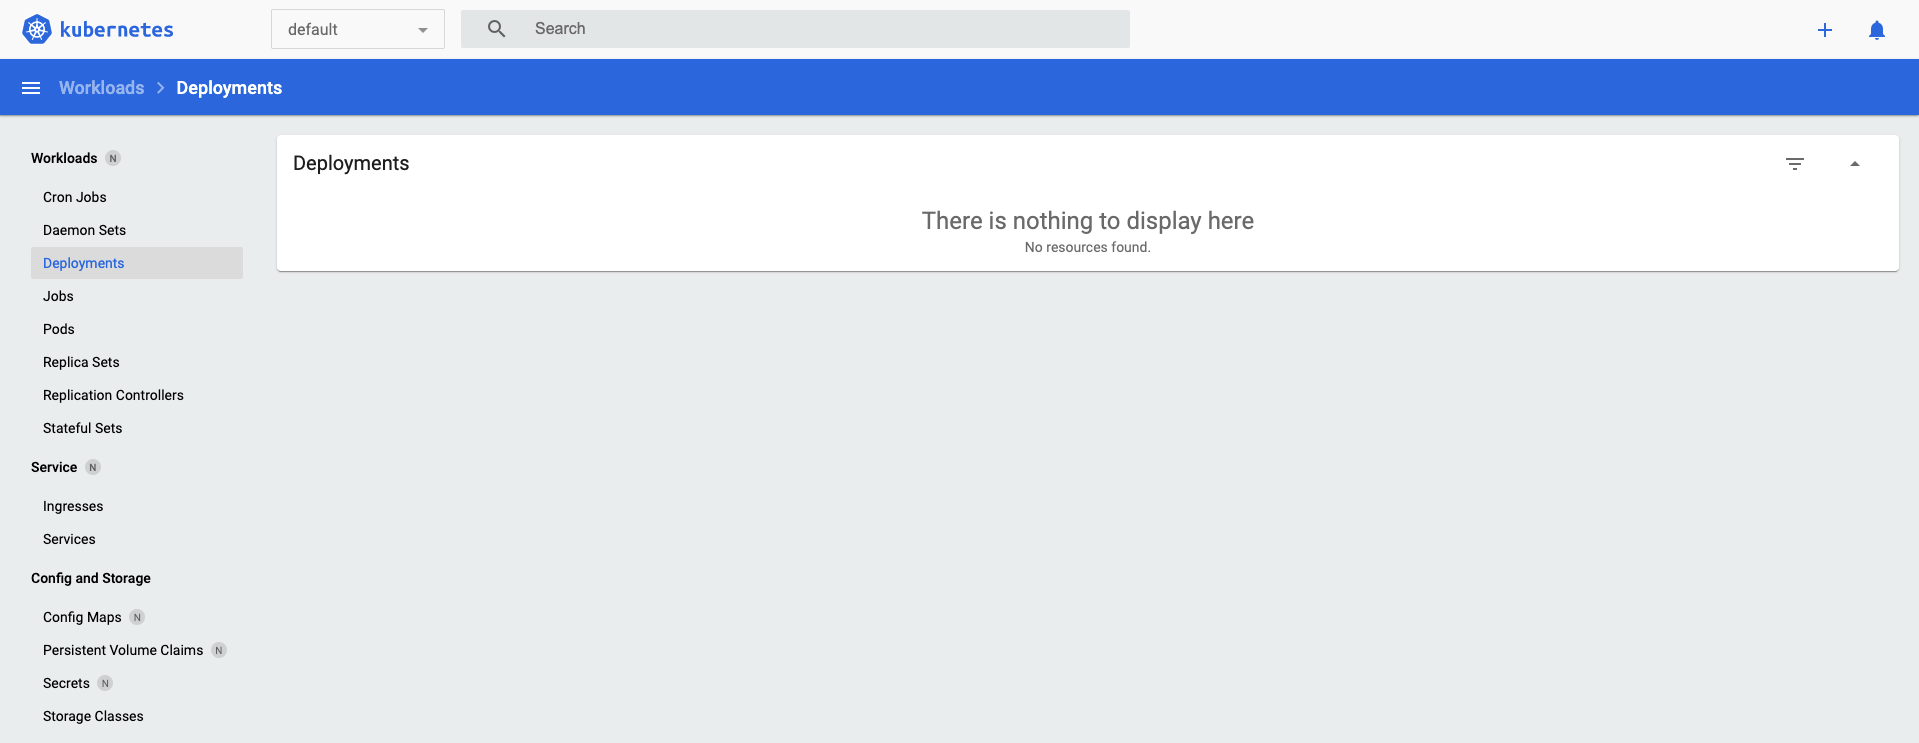 kubernetes
default
Search
Workloads > Deployments
Workloads N
Cron Jobs
Daemon Sets
Deployments
Jobs
Pods
Replica Sets
Replication Controllers
Stateful Sets
Service N
Ingresses
Services
Config and Storage
Config Maps N
Persistent Volume Claims N
Secrets N
Storage Classes
Deployments
There is nothing to display here
No resources found.